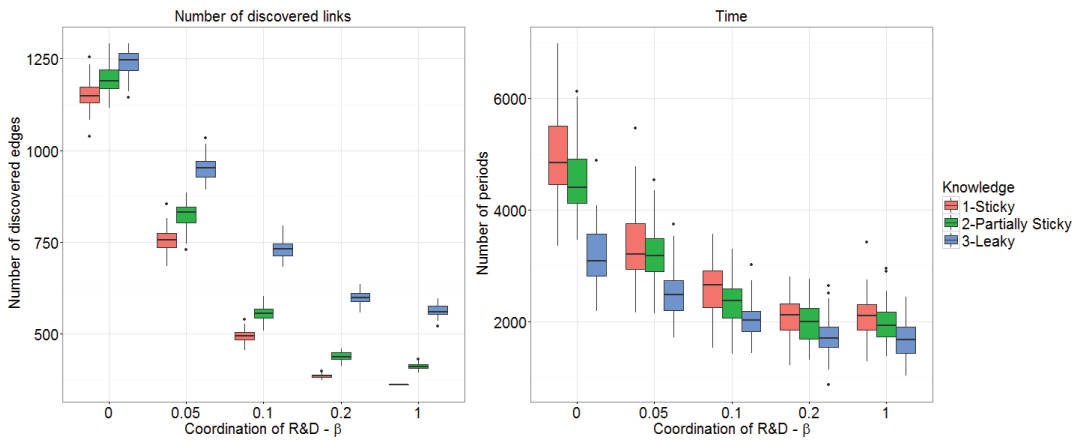 Number of discovered links
Number of discovered edges
1250
1000
750
500
0 0.05 0.1 0.2 1
Coordination of R&D - β
Time
Number of periods
6000
4000
2000
0 0.05 0.1 0.2 1
Coordination of R&D - β
Knowledge
1-Sticky
2-Partially Sticky
3-Leaky